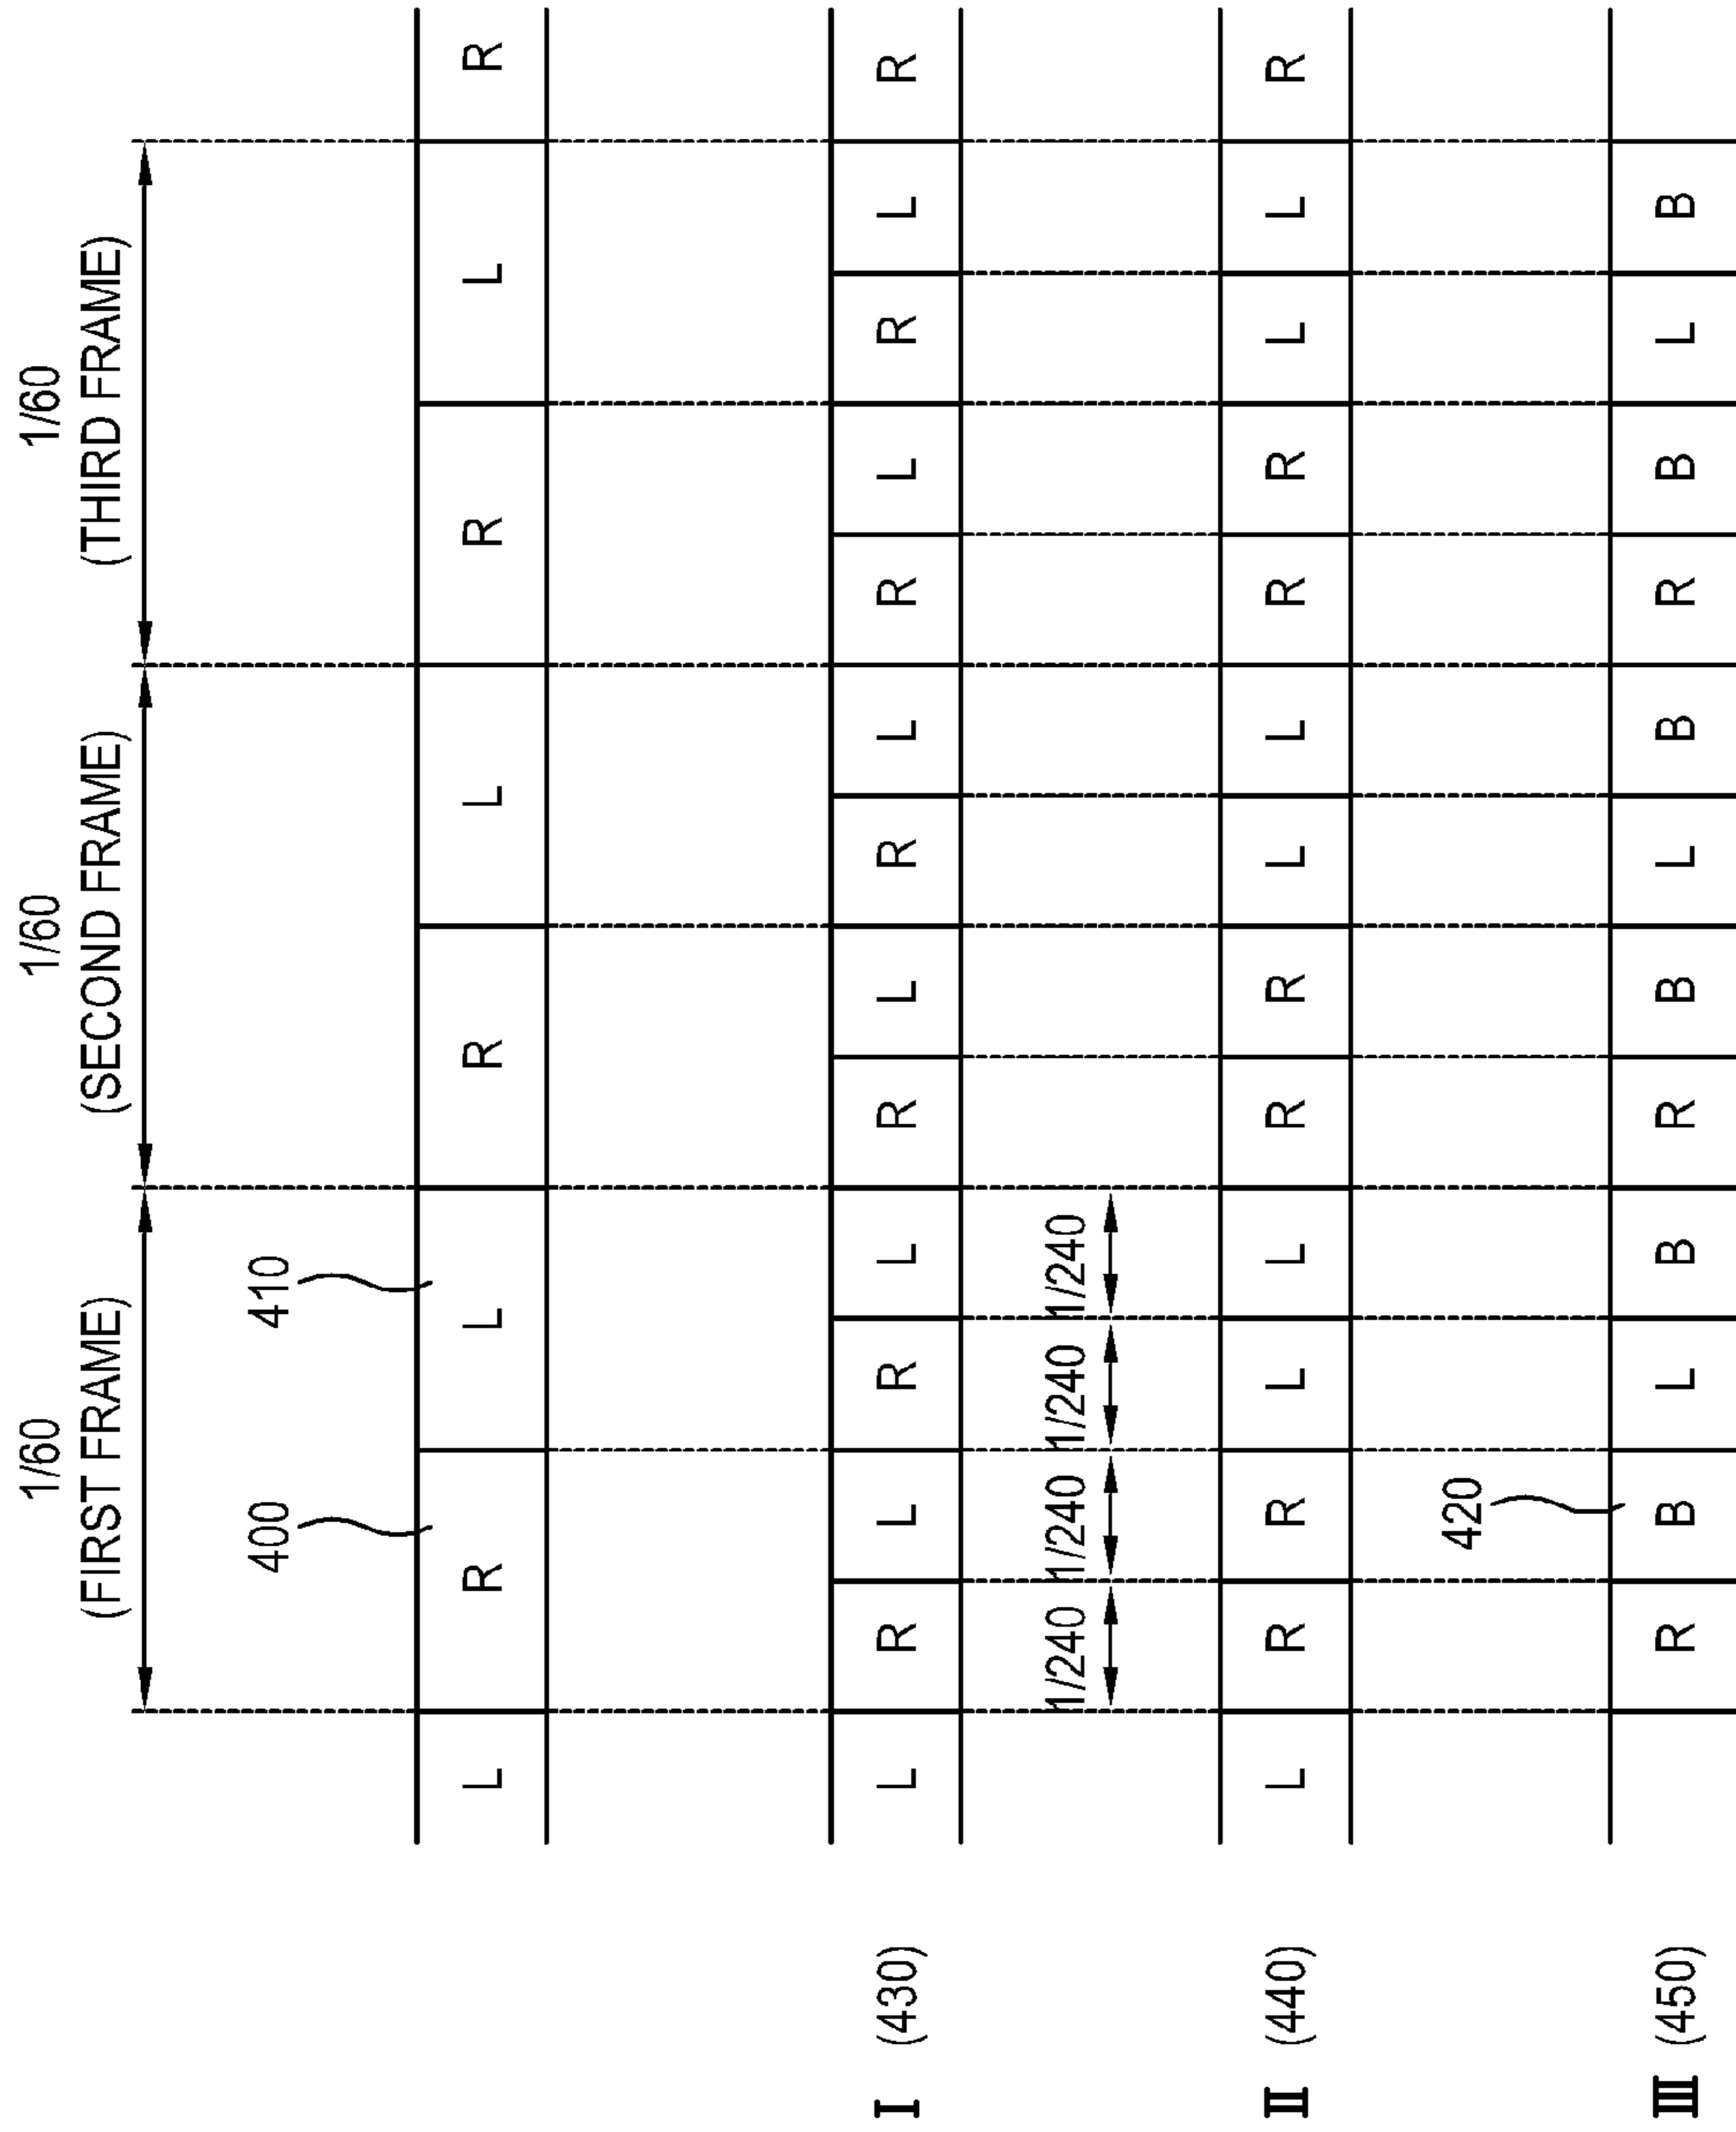 1/60 1/60 1/60
(FIRST FRAME) (SECOND FRAME) (THIRD FRAME)
400 410
L R L R L R L R
I (430) L R L R L R L R L R L R L R
1/240 1/240 1/240 1/240
II (440) L R R L L R R L L R R L L R
420
III (450) R B L B R B L B R B L B